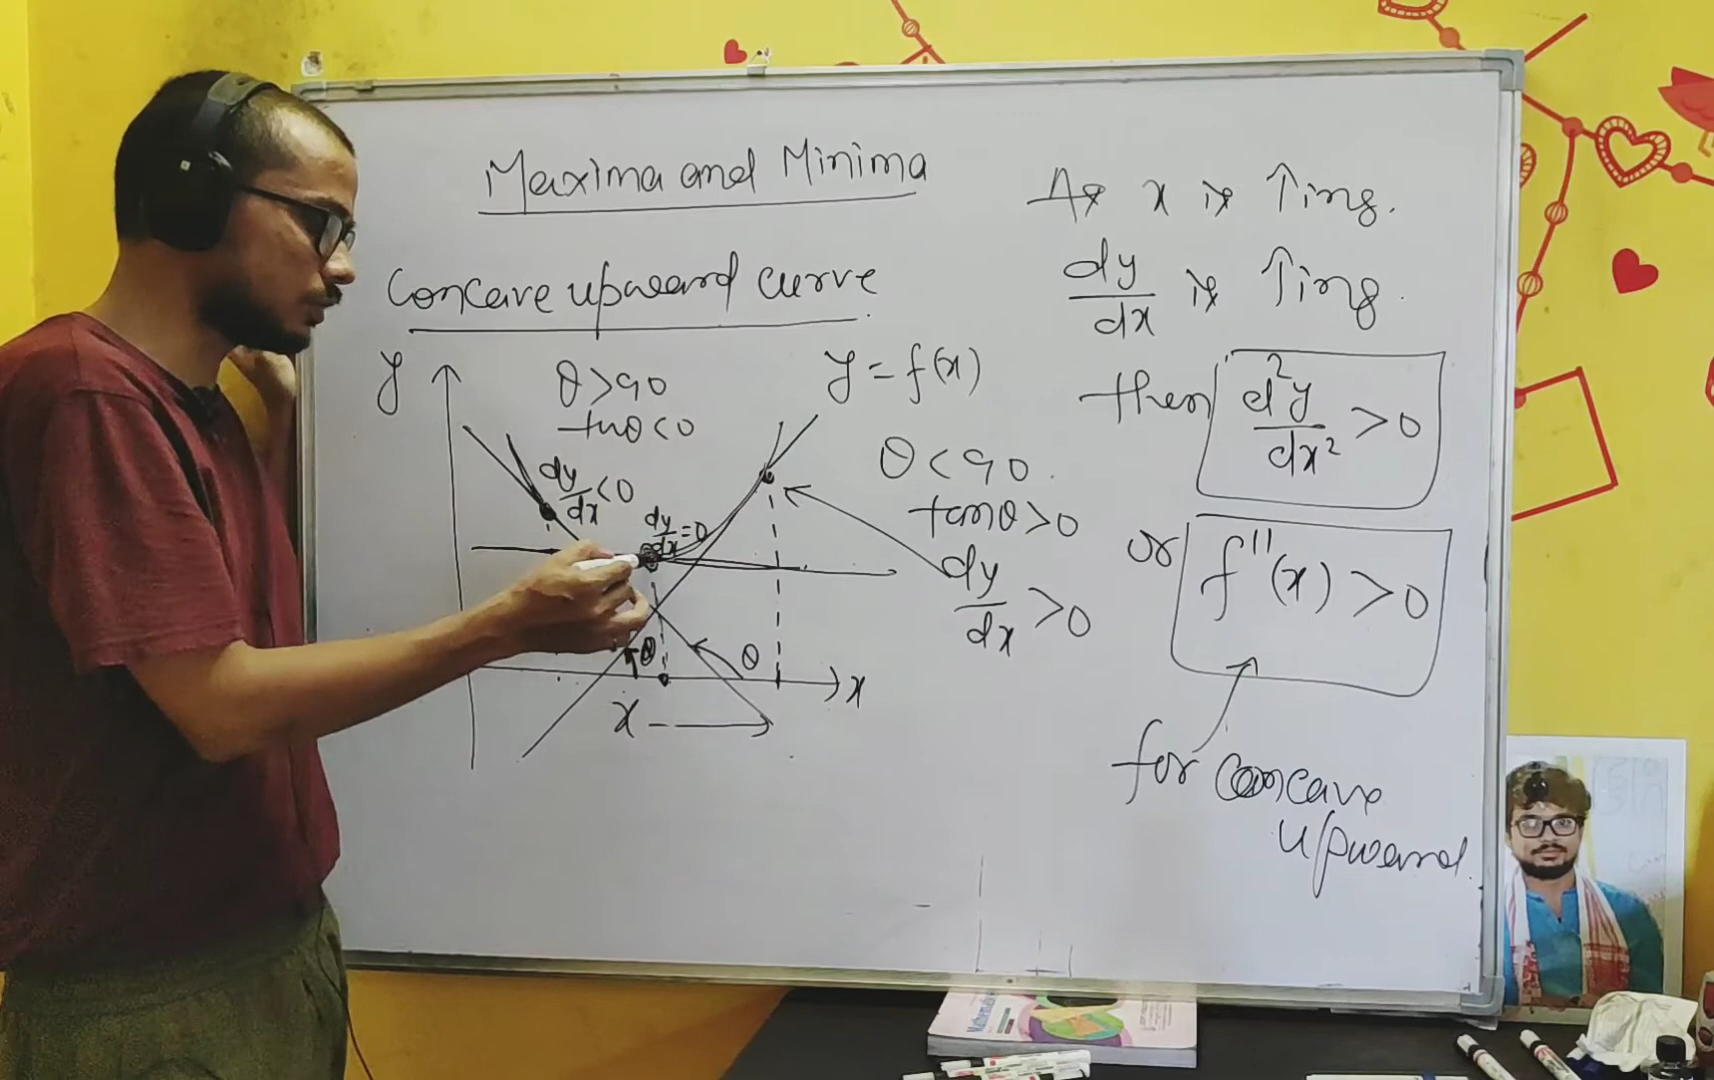 Maxima and Minima
Concave upward curve
y
θ>90
tanθ<0
dy/dx<0
dy/dx=0
y=f(x)
θ<90
tanθ>0
dy/dx>0
θ
θ
x
x
As x is ↑ing.
dy/dx is ↑ing.
then d²y/dx²>0
or f''(x)>0
for concave
upward.
Mathematics